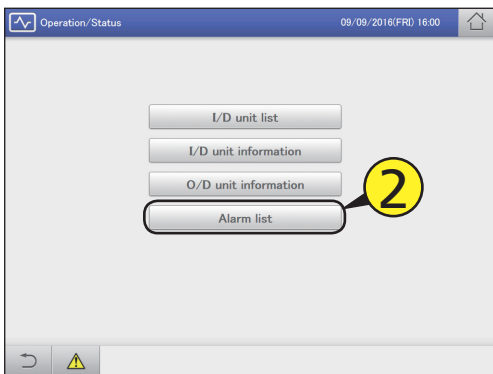 Operation/Status 09/09/2016(FRI) 16:00
I/D unit list
I/D unit information
O/D unit information
Alarm list
2